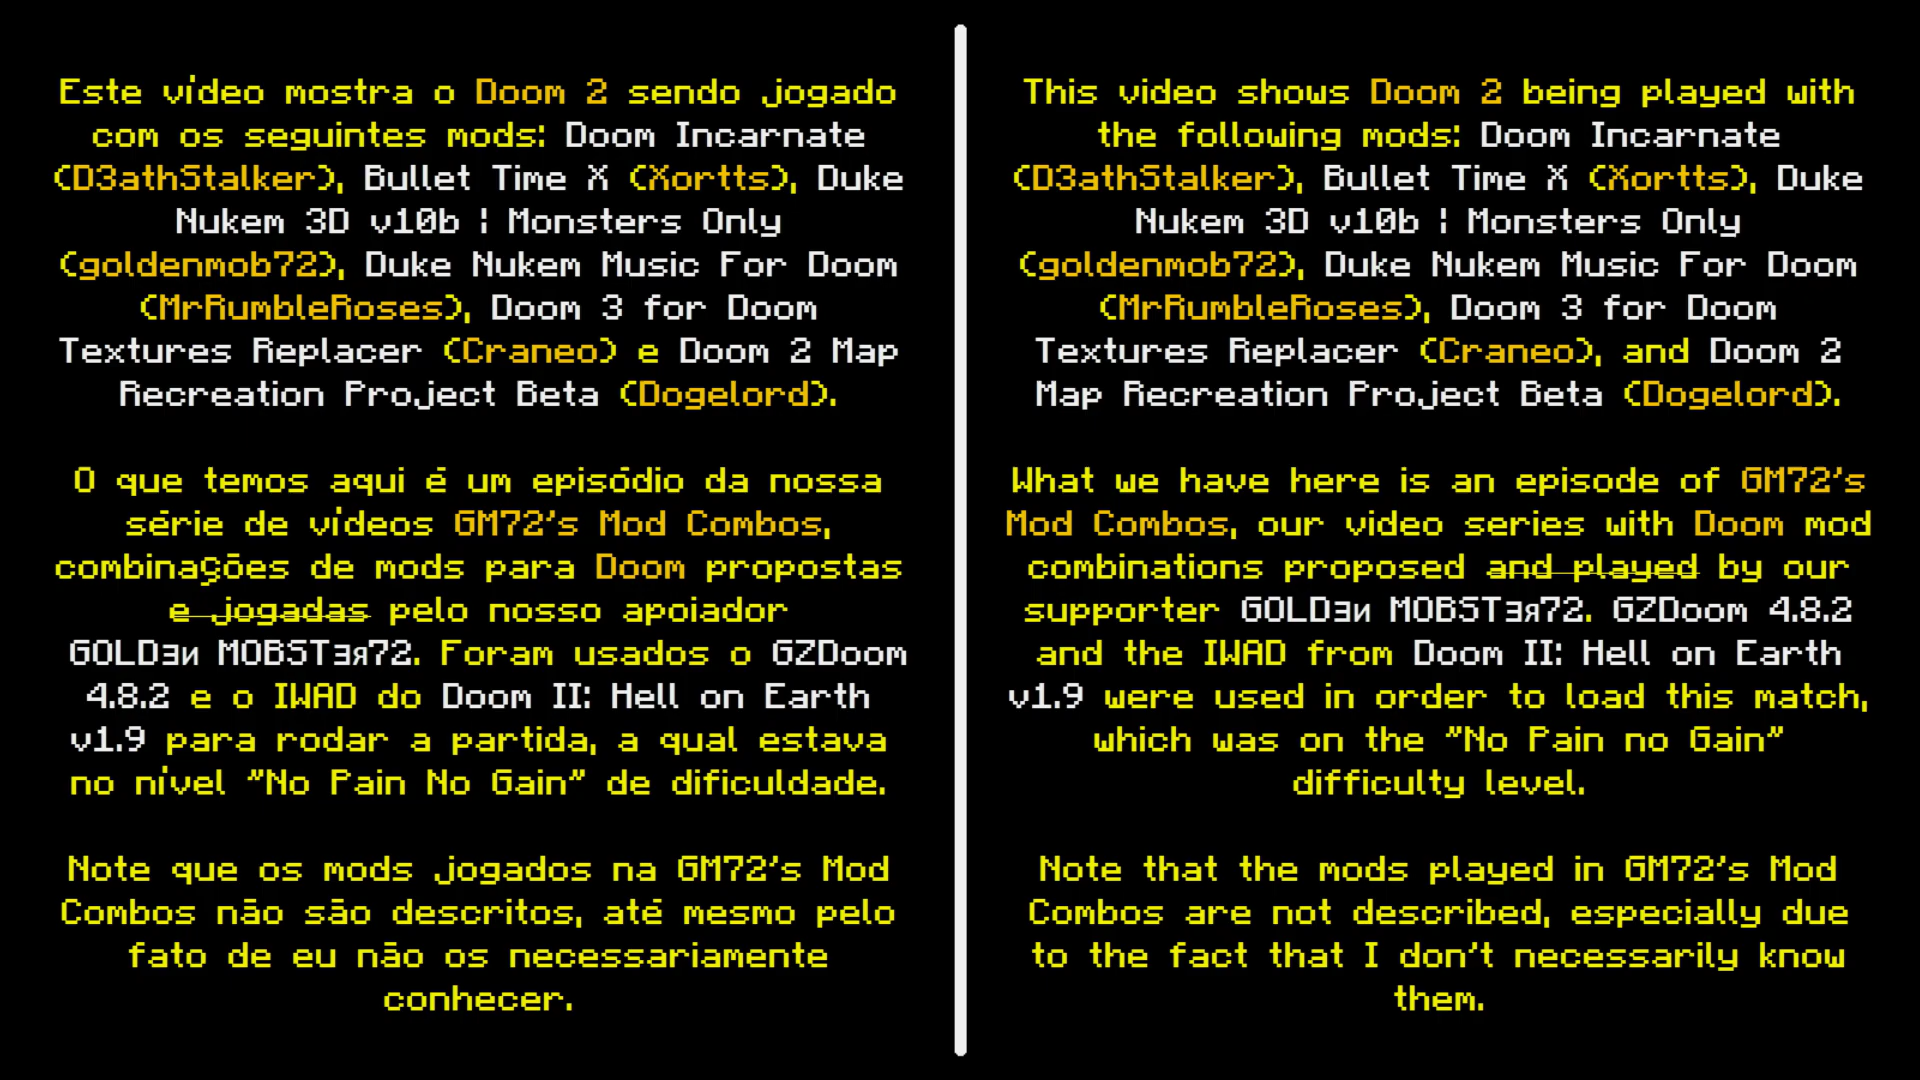 Este vídeo mostra o Doom 2 sendo jogado
com os seguintes mods: Doom Incarnate
(D3athStalker), Bullet Time X (Xortts), Duke
Nukem 3D v10b | Monsters Only
(goldenmob72), Duke Nukem Music For Doom
(MrRumbleRoses), Doom 3 for Doom
Textures Replacer (Craneo) e Doom 2 Map
Recreation Project Beta (Dogelord).
O que temos aqui é um episódio da nossa
série de vídeos GM72's Mod Combos,
combinações de mods para Doom propostas
e jogadas pelo nosso apoiador
GOLDэи MOBSTэя72. Foram usados o GZDoom
4.8.2 e o IWAD do Doom II: Hell on Earth
v1.9 para rodar a partida, a qual estava
no nível "No Pain No Gain" de dificuldade.
Note que os mods jogados na GM72's Mod
Combos não são descritos, até mesmo pelo
fato de eu não os necessariamente
conhecer.
This video shows Doom 2 being played with
the following mods: Doom Incarnate
(D3athStalker), Bullet Time X (Xortts), Duke
Nukem 3D v10b | Monsters Only
(goldenmob72), Duke Nukem Music For Doom
(MrRumbleRoses), Doom 3 for Doom
Textures Replacer (Craneo), and Doom 2
Map Recreation Project Beta (Dogelord).
What we have here is an episode of GM72's
Mod Combos, our video series with Doom mod
combinations proposed and played by our
supporter GOLDэи MOBSTэя72. GZDoom 4.8.2
and the IWAD from Doom II: Hell on Earth
v1.9 were used in order to load this match,
which was on the "No Pain no Gain"
difficulty level.
Note that the mods played in GM72's Mod
Combos are not described, especially due
to the fact that I don't necessarily know
them.